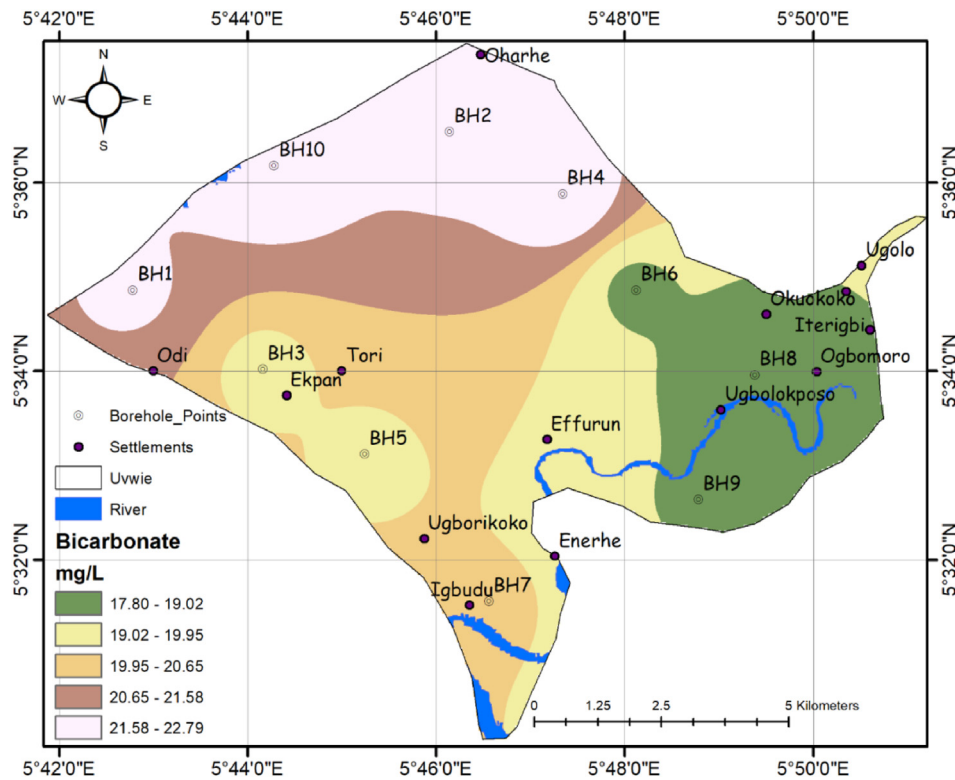 5°42'0"E 5°44'0"E 5°46'0"E 5°48'0"E 5°50'0"E
N
W E
S
Oharhe
BH2
BH10
BH4
5°36'0"N 5°36'0"N
Ugolo
BH1
BH6
Okuokoko
Iterigbi
Odi
BH3
Tori
BH8
Ogbomoro
5°34'0"N 5°34'0"N
Ekpan
Ugbolokposo
Borehole_Points
Effurun
BH5
Settlements
Uvwie
BH9
River
Ugborikoko
Bicarbonate
Enerhe
5°32'0"N 5°32'0"N
mg/L
Igbudu
BH7
17.80 - 19.02
19.02 - 19.95
19.95 - 20.65
20.65 - 21.58
21.58 - 22.79
0 1.25 2.5 5 Kilometers
5°42'0"E 5°44'0"E 5°46'0"E 5°48'0"E 5°50'0"E